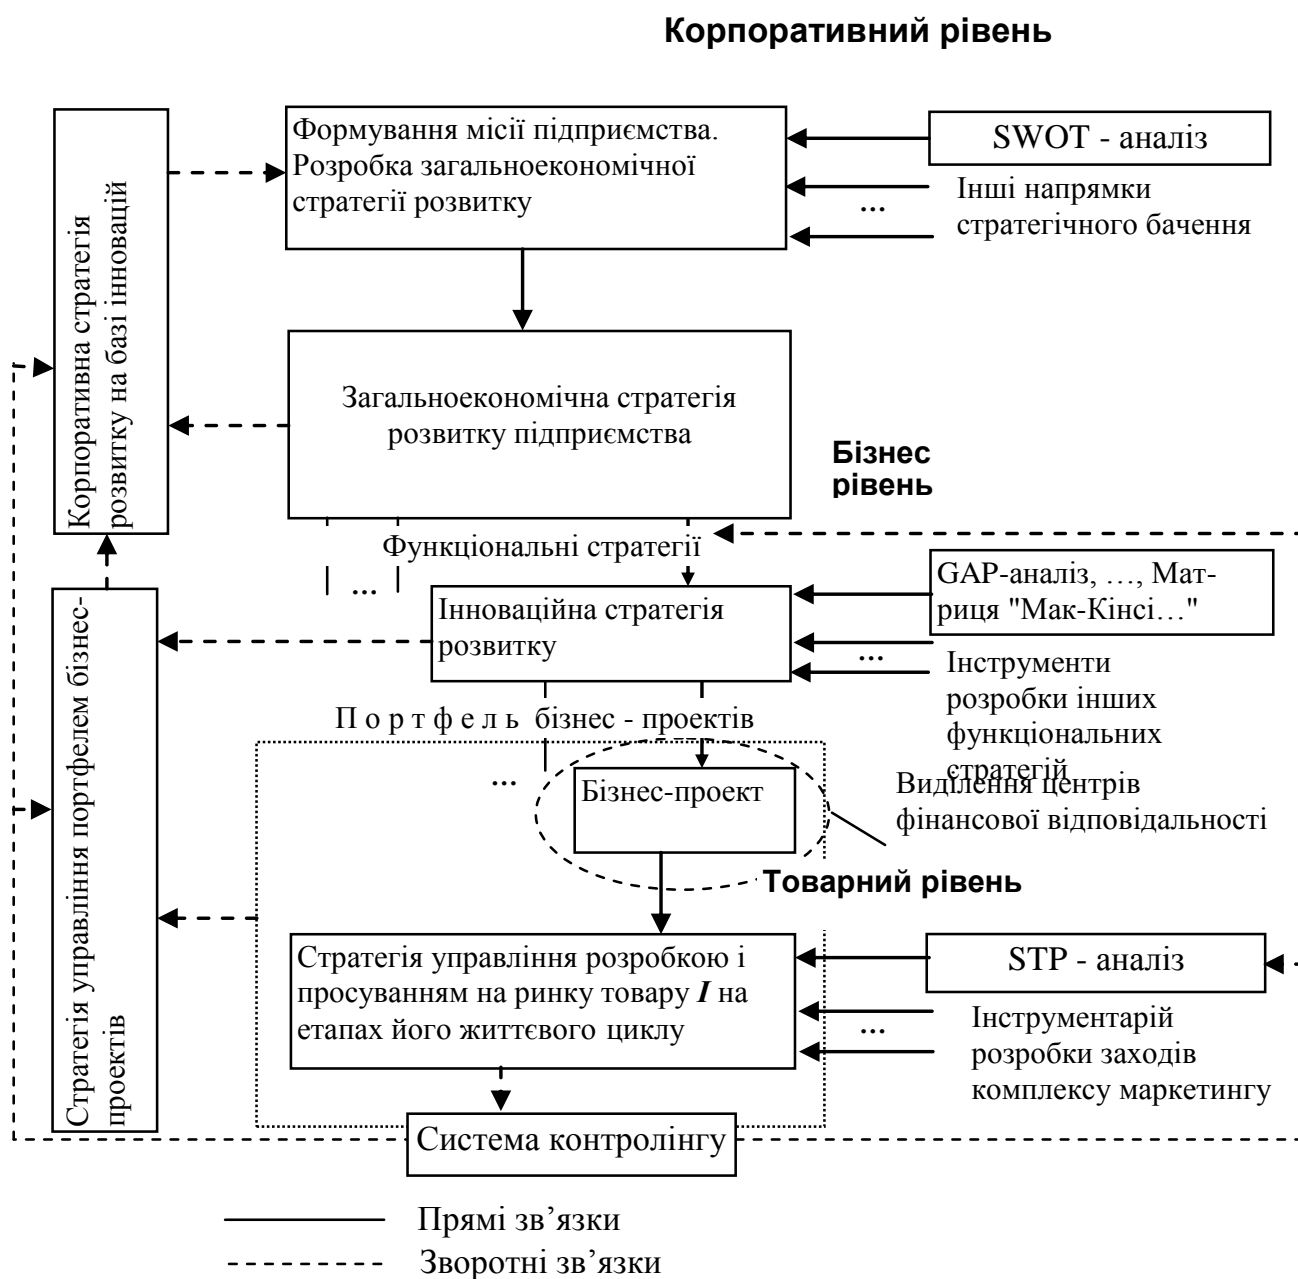 Корпоративний рівень
Формування місії підприємства.
Розробка загальноекономічної
стратегії розвитку
SWOT - аналіз
Інші напрямки
стратегічного бачення
...
Корпоративна стратегія
розвитку на базі інновацій
Загальноекономічна стратегія
розвитку підприємства
Бізнес
рівень
Функціональні стратегії
...
Інноваційна стратегія
розвитку
GAP-аналіз, …, Мат-
риця "Мак-Кінсі…"
...
Інструменти
розробки інших
функціональних
стратегій
Стратегія управління портфелем бізнес-
проектів
П о р т ф е л ь бізнес - проектів
...
Бізнес-проект
Виділення центрів
фінансової відповідальності
Товарний рівень
Стратегія управління розробкою і
просуванням на ринку товару I на
етапах його життєвого циклу
STP - аналіз
...
Інструментарій
розробки заходів
комплексу маркетингу
Система контролінгу
Прямі зв’язки
Зворотні зв’язки